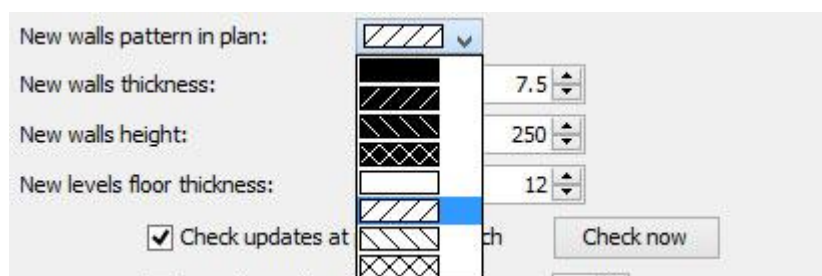 New walls pattern in plan:
New walls thickness: 7.5
New walls height: 250
New levels floor thickness: 12
Check updates at ch Check now